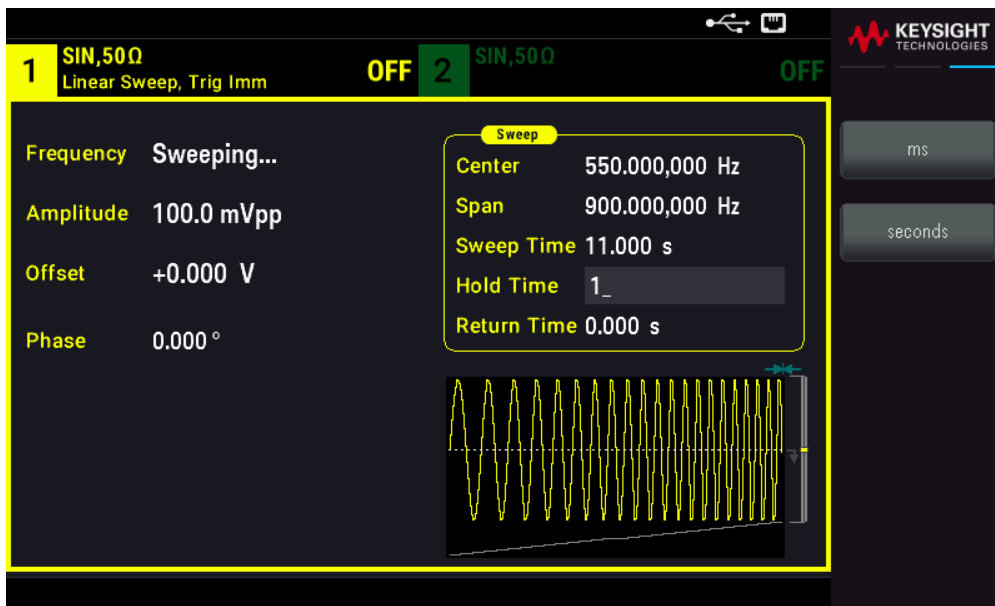 KEYSIGHT
TECHNOLOGIES
1
SIN,50Ω
Linear Sweep, Trig Imm
OFF
2
SIN,50Ω
OFF
Frequency Sweeping...
Amplitude 100.0 mVpp
Offset +0.000 V
Phase 0.000 °
Sweep
Center 550.000,000 Hz
Span 900.000,000 Hz
Sweep Time 11.000 s
Hold Time 1_
Return Time 0.000 s
ms
seconds